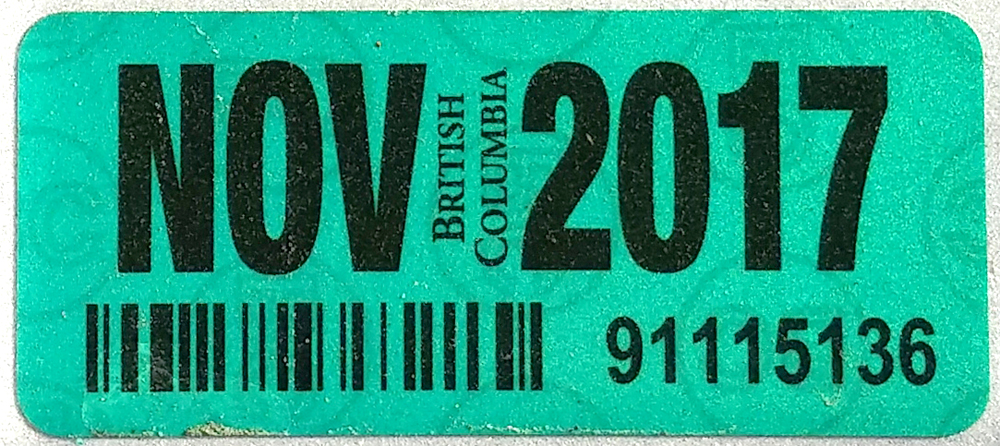 NOV BRITISH COLUMBIA 2017
91115136